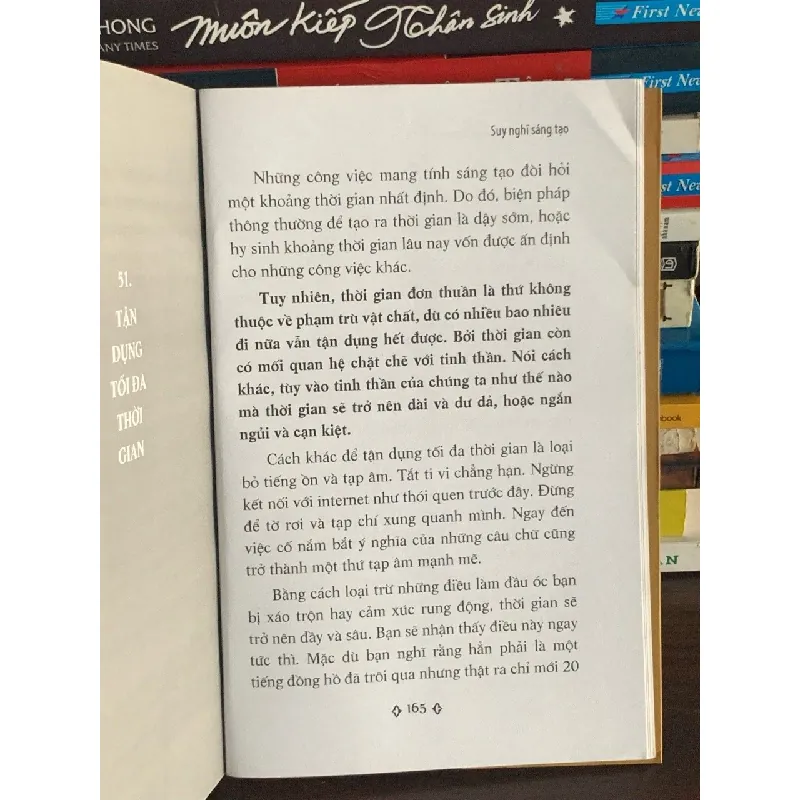 HONG
ANY TIMES
Muôn Kiếp Nhân Sinh
First New
First New
st New
51.
TẬN
DỤNG
TỐI ĐA
THỜI
GIAN
Suy nghĩ sáng tạo
Những công việc mang tính sáng tạo đòi hỏi
một khoảng thời gian nhất định. Do đó, biện pháp
thông thường để tạo ra thời gian là dậy sớm, hoặc
hy sinh khoảng thời gian lâu nay vốn được ấn định
cho những công việc khác.
Tuy nhiên, thời gian đơn thuần là thứ không
thuộc về phạm trù vật chất, dù có nhiều bao nhiêu
đi nữa vẫn tận dụng hết được. Bởi thời gian còn
có mối quan hệ chặt chẽ với tinh thần. Nói cách
khác, tùy vào tinh thần của chúng ta như thế nào
mà thời gian sẽ trở nên dài và dư dả, hoặc ngắn
ngủi và cạn kiệt.
Cách khác để tận dụng tối đa thời gian là loại
bỏ tiếng ồn và tạp âm. Tắt ti vi chẳng hạn. Ngừng
kết nối với internet như thói quen trước đây. Đừng
để tờ rơi và tạp chí xung quanh mình. Ngay đến
việc cố nắm bắt ý nghĩa của những câu chữ cũng
trở thành một thứ tạp âm mạnh mẽ.
Bằng cách loại trừ những điều làm đầu óc bạn
bị xáo trộn hay cảm xúc rung động, thời gian sẽ
trở nên đầy và sâu. Bạn sẽ nhận thấy điều này ngay
tức thì. Mặc dù bạn nghĩ rằng hẳn phải là một
tiếng đồng hồ đã trôi qua nhưng thật ra chỉ mới 20
165